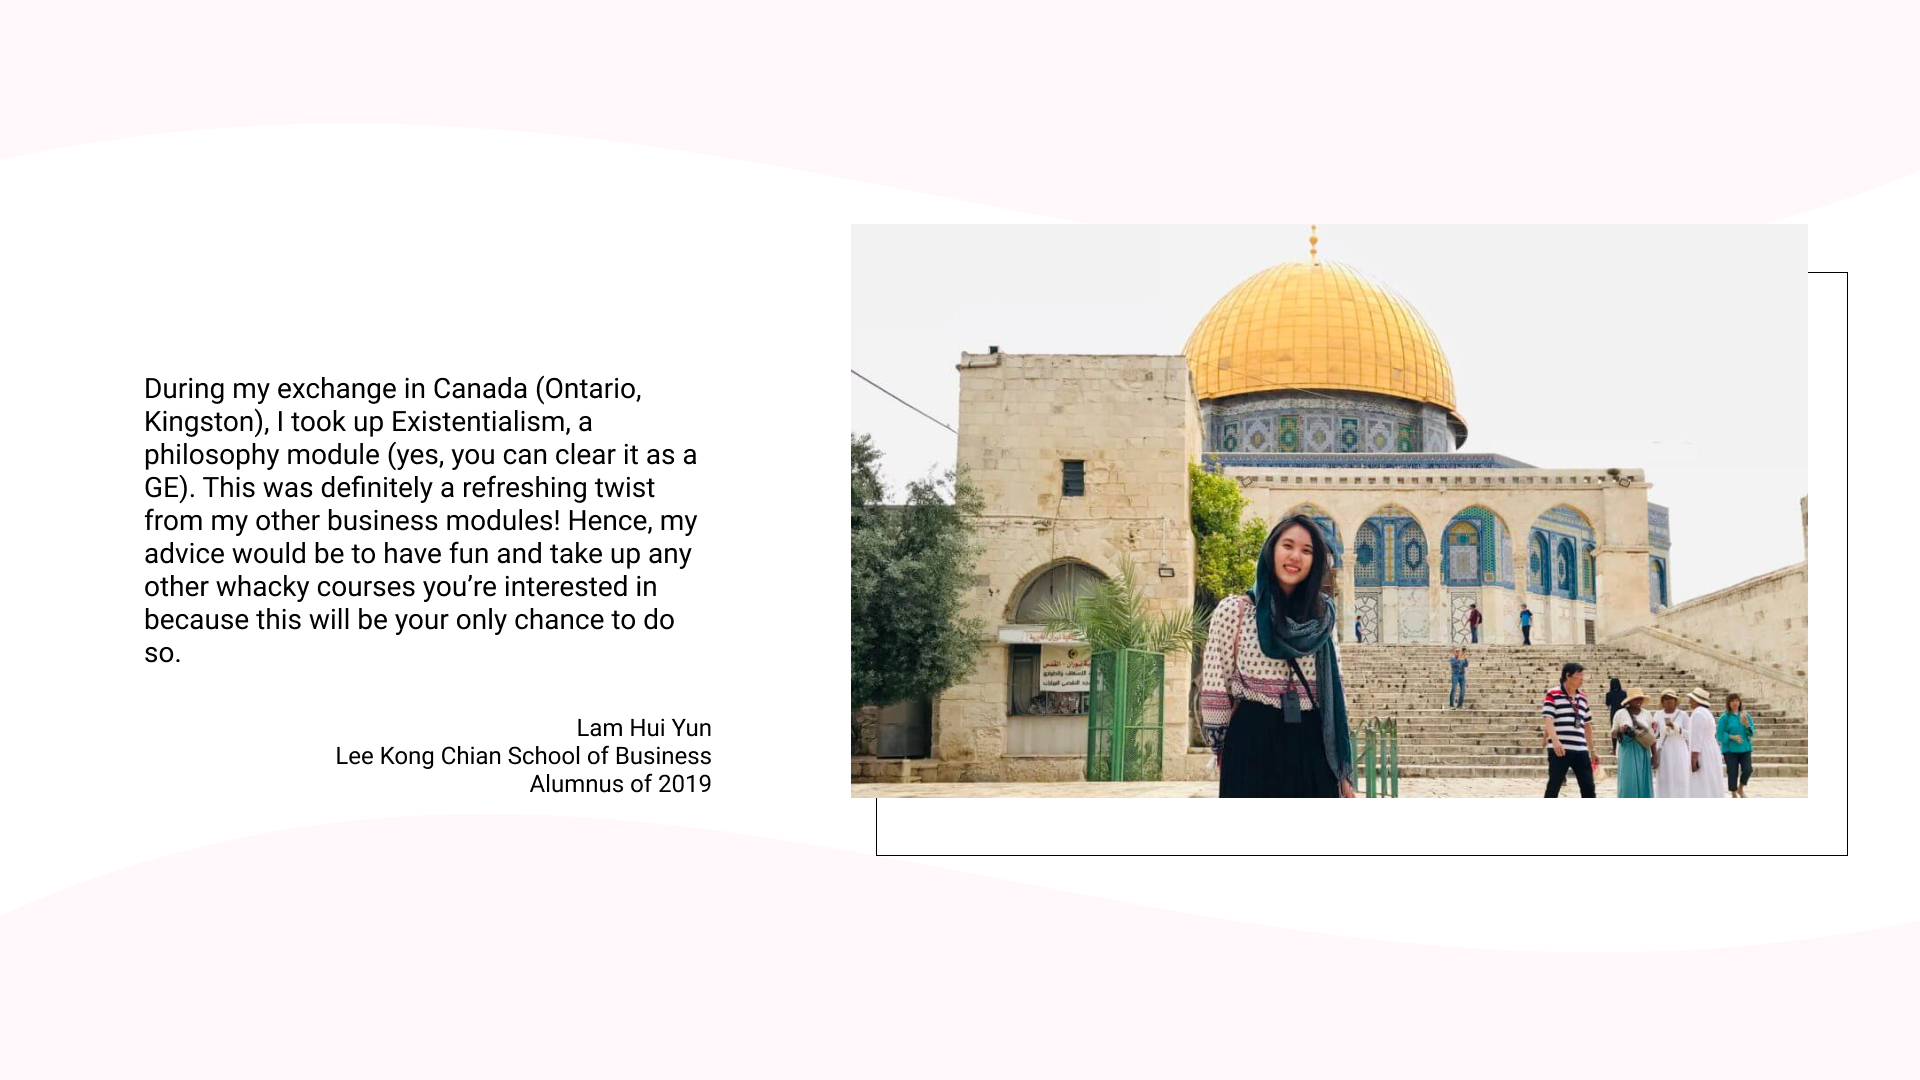 During my exchange in Canada (Ontario,
Kingston), I took up Existentialism, a
philosophy module (yes, you can clear it as a
GE). This was definitely a refreshing twist
from my other business modules! Hence, my
advice would be to have fun and take up any
other whacky courses you’re interested in
because this will be your only chance to do
so.
Lam Hui Yun
Lee Kong Chian School of Business
Alumnus of 2019